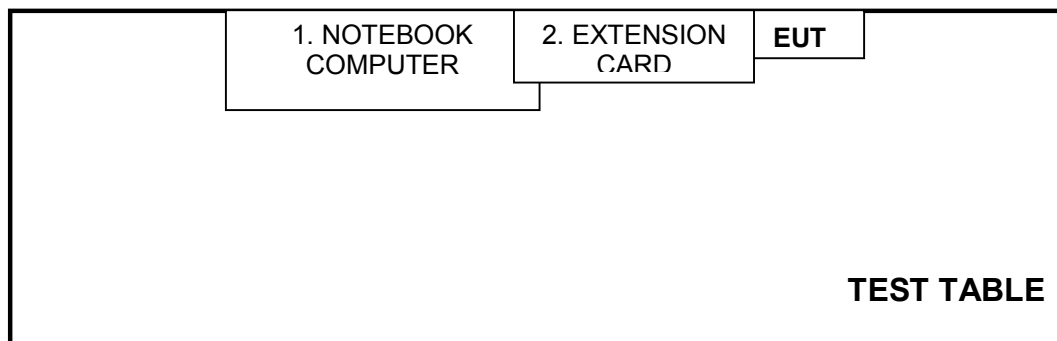 1. NOTEBOOK
COMPUTER
2. EXTENSION
CARD
EUT
TEST TABLE